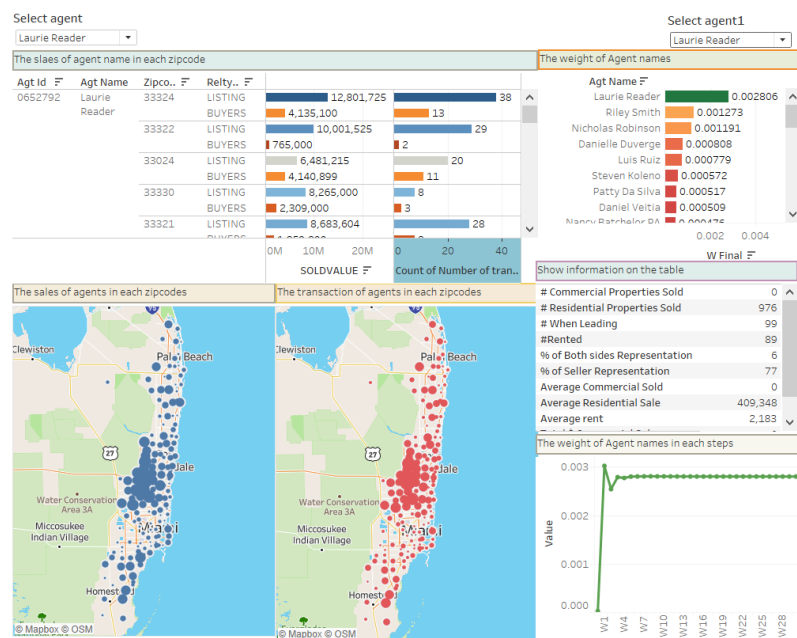 Select agent
Laurie Reader
Select agent1
Laurie Reader
The slaes of agent name in each zipcode
Agt Id Agt Name Zipco.. Relty..
0652792 Laurie Reader 33324 LISTING 12,801,725 38
BUYERS 4,135,100 13
33322 LISTING 10,001,525 29
BUYERS 765,000 2
33024 LISTING 6,481,215 20
BUYERS 4,140,899 11
33330 LISTING 8,265,000 8
BUYERS 2,309,000 3
33321 LISTING 8,683,604 28
BUYERS
0M 10M 20M 0 20 40
SOLDVALUE Count of Number of tran..
The weight of Agent names
Agt Name
Laurie Reader 0.002806
Riley Smith 0.001273
Nicholas Robinson 0.001191
Danielle Duverge 0.000808
Luis Ruiz 0.000779
Steven Koleno 0.000572
Patty Da Silva 0.000517
Daniel Veitia 0.000509
Nancy Batchelor PA 0.000476
0.002 0.004
W Final
Show information on the table
# Commercial Properties Sold 0
# Residential Properties Sold 976
# When Leading 99
#Rented 89
% of Both sides Representation 6
% of Seller Representation 77
Average Commercial Sold 0
Average Residential Sale 409,348
Average rent 2,183
The sales of agents in each zipcodes
Clewiston
Palm Beach
27
dale
Water Conservation
Area 3A
Miccosukee
Indian Village
Miami
Homest
© Mapbox © OSM
The transaction of agents in each zipcodes
Clewiston
Palm Beach
27
dale
Water Conservation
Area 3A
Miccosukee
Indian Village
Miami
Homest
© Mapbox © OSM
The weight of Agent names in each steps
0.003
0.002
0.001
0.000
Value
W1 W4 W7 W10 W13 W16 W19 W22 W25 W28